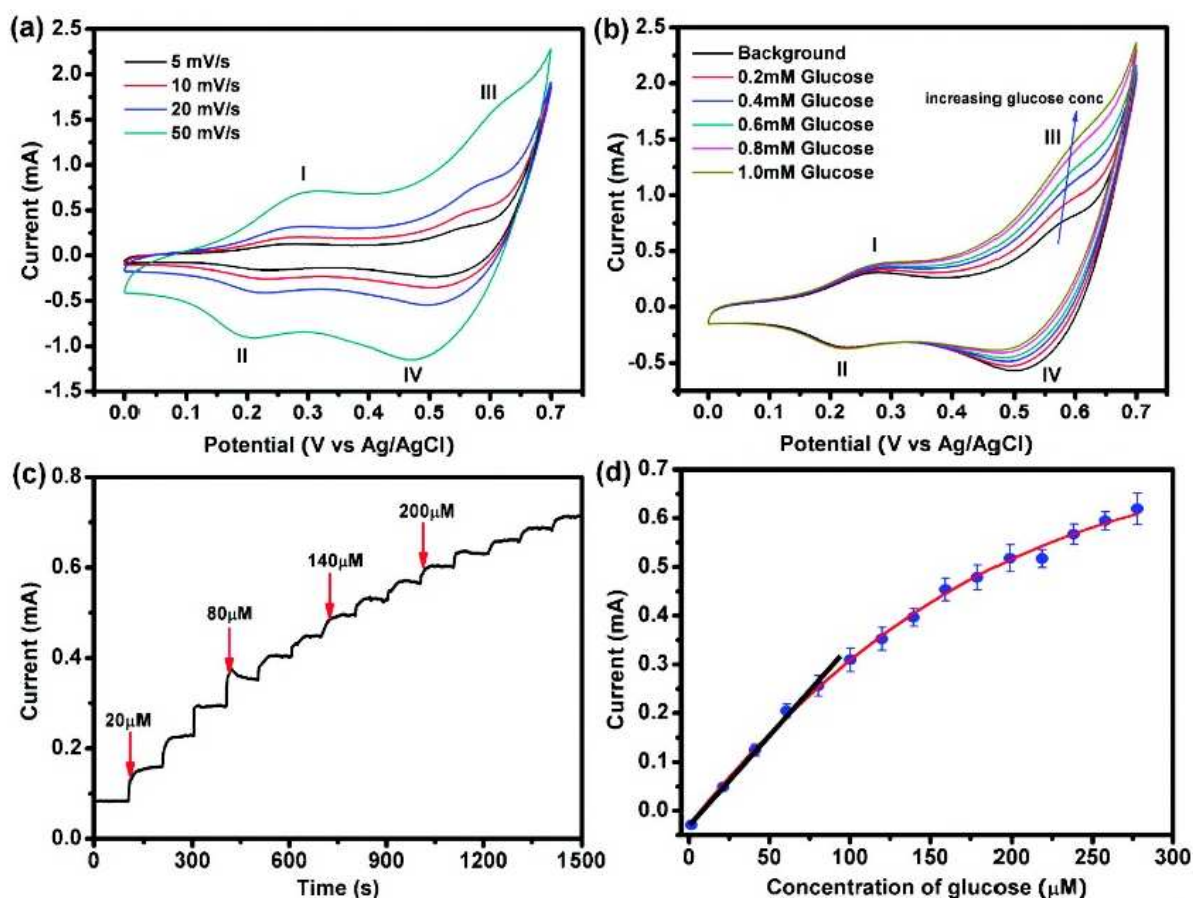 (a)
5 mV/s
10 mV/s
20 mV/s
50 mV/s
I
II
III
IV
2.5
2.0
1.5
1.0
0.5
0.0
-0.5
-1.0
-1.5
Current (mA)
0.0 0.1 0.2 0.3 0.4 0.5 0.6 0.7
Potential (V vs Ag/AgCl)
(b)
Background
0.2mM Glucose
0.4mM Glucose
0.6mM Glucose
0.8mM Glucose
1.0mM Glucose
increasing glucose conc
I
II
III
IV
2.5
2.0
1.5
1.0
0.5
0.0
-0.5
Current (mA)
0.0 0.1 0.2 0.3 0.4 0.5 0.6 0.7
Potential (V vs Ag/AgCl)
(c)
20μM
80μM
140μM
200μM
0.8
0.6
0.4
0.2
0.0
Current (mA)
0 300 600 900 1200 1500
Time (s)
(d)
0.7
0.6
0.5
0.4
0.3
0.2
0.1
0.0
Current (mA)
0 50 100 150 200 250 300
Concentration of glucose (μM)